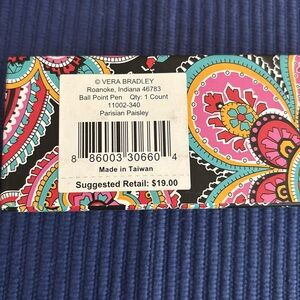 © VERA BRADLEY
Roanoke, Indiana 46783
Ball Point Pen Qty: 1 Count
11002-340
Parisian Paisley
8 86003 30660 4
Made in Taiwan
Suggested Retail: $19.00